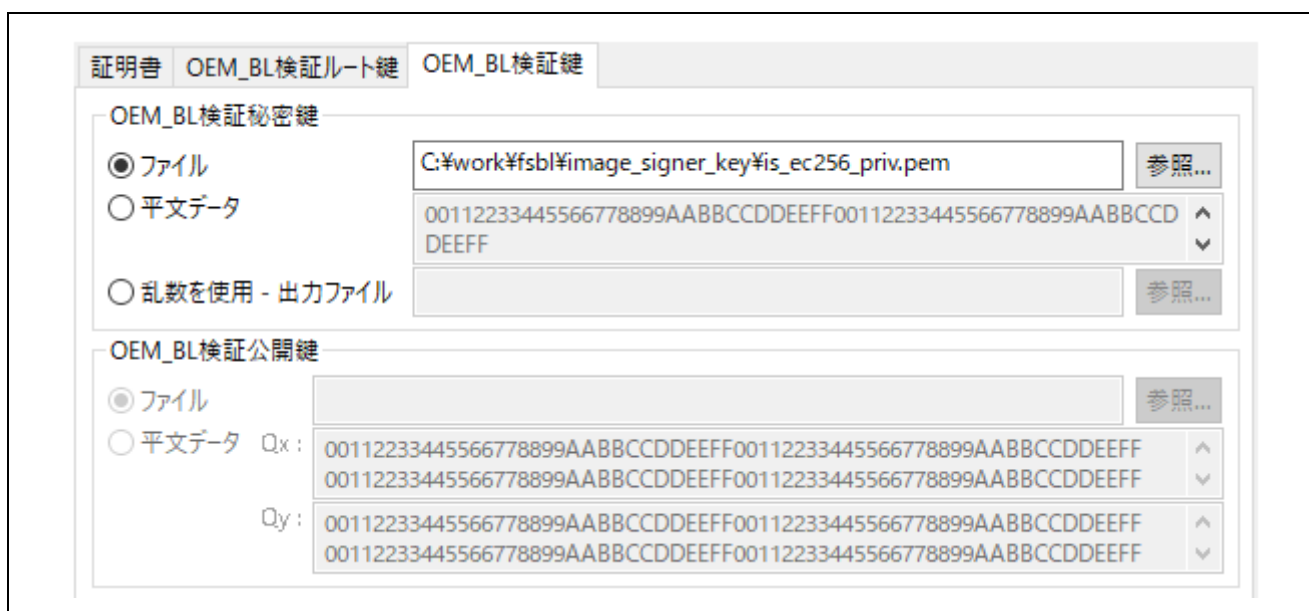 証明書 OEM_BL検証ルート鍵 OEM_BL検証鍵
OEM_BL検証秘密鍵
ファイル C:¥work¥fsbl¥image_signer_key¥is_ec256_priv.pem 参照...
平文データ 00112233445566778899AABBCCDDEEFF00112233445566778899AABBCCD
DEEFF
乱数を使用 - 出力ファイル 参照...
OEM_BL検証公開鍵
ファイル 参照...
平文データ Qx : 00112233445566778899AABBCCDDEEFF00112233445566778899AABBCCDDEEFF
00112233445566778899AABBCCDDEEFF00112233445566778899AABBCCDDEEFF
Qy : 00112233445566778899AABBCCDDEEFF00112233445566778899AABBCCDDEEFF
00112233445566778899AABBCCDDEEFF00112233445566778899AABBCCDDEEFF